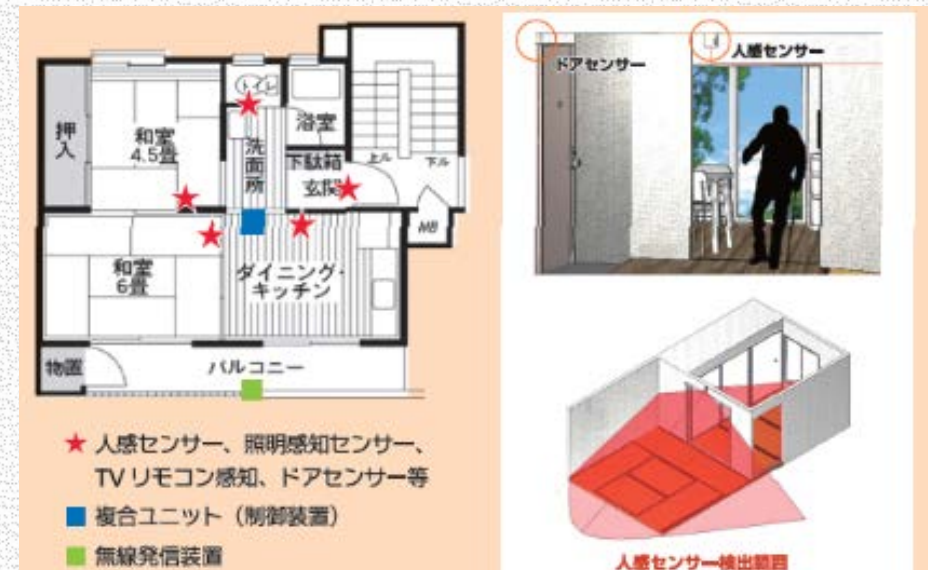 トイレ
浴室
押入
和室
4.5畳
洗面所
下駄箱
玄関
上ル
下ル
MB
和室
6畳
ダイニング・
キッチン
物置
バルコニー
★ 人感センサー、照明感知センサー、
TVリモコン感知、ドアセンサー等
■ 複合ユニット（制御装置）
■ 無線発信装置
ドアセンサー
人感センサー
人感センサー検出範囲